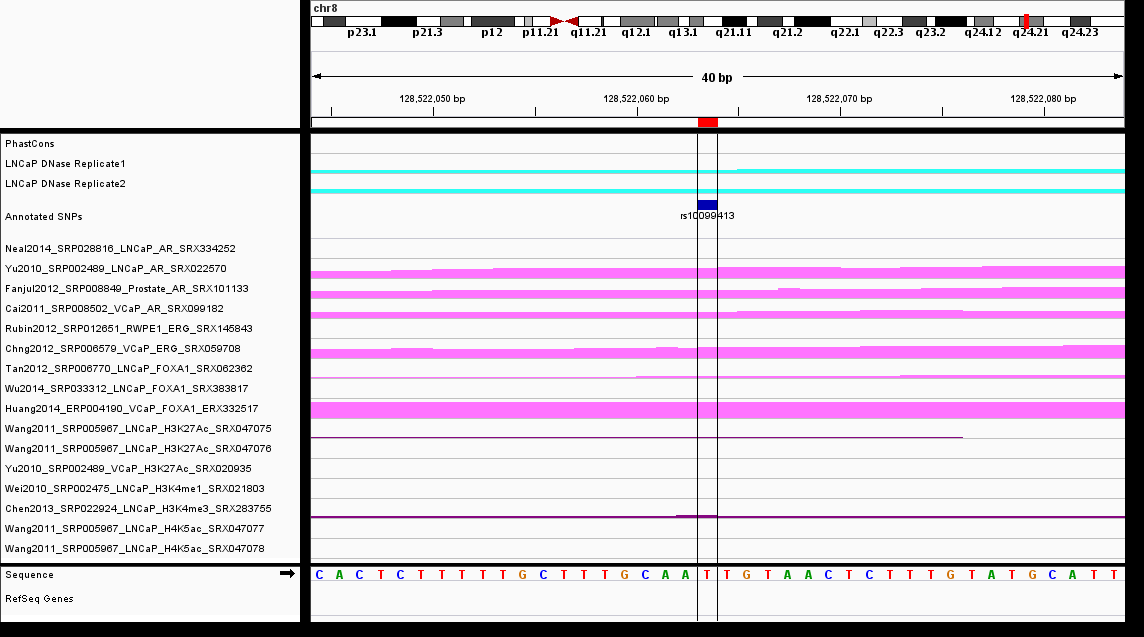 chr8
p23.1 p21.3 p12 p11.21 q11.21 q12.1 q13.1 q21.11 q21.2 q22.1 q22.3 q23.2 q24.12 q24.21 q24.23
40 bp
128,522,050 bp 128,522,060 bp 128,522,070 bp 128,522,080 bp
PhastCons
LNCaP DNase Replicate1
LNCaP DNase Replicate2
Annotated SNPs
rs10099413
Neal2014_SRP028816_LNCaP_AR_SRX334252
Yu2010_SRP002489_LNCaP_AR_SRX022570
Fanjul2012_SRP008849_Prostate_AR_SRX101133
Cai2011_SRP008502_VCaP_AR_SRX099182
Rubin2012_SRP012651_RWPE1_ERG_SRX145843
Chng2012_SRP006579_VCaP_ERG_SRX059708
Tan2012_SRP006770_LNCaP_FOXA1_SRX062362
Wu2014_SRP033312_LNCaP_FOXA1_SRX383817
Huang2014_ERP004190_VCaP_FOXA1_ERX332517
Wang2011_SRP005967_LNCaP_H3K27Ac_SRX047075
Wang2011_SRP005967_LNCaP_H3K27Ac_SRX047076
Yu2010_SRP002489_VCaP_H3K27Ac_SRX020935
Wei2010_SRP002475_LNCaP_H3K4me1_SRX021803
Chen2013_SRP022924_LNCaP_H3K4me3_SRX283755
Wang2011_SRP005967_LNCaP_H4K5ac_SRX047077
Wang2011_SRP005967_LNCaP_H4K5ac_SRX047078
Sequence C A C T C T T T T T G C T T T G C A A T T G T A A C T C T T T G T A T G C A T T
RefSeq Genes